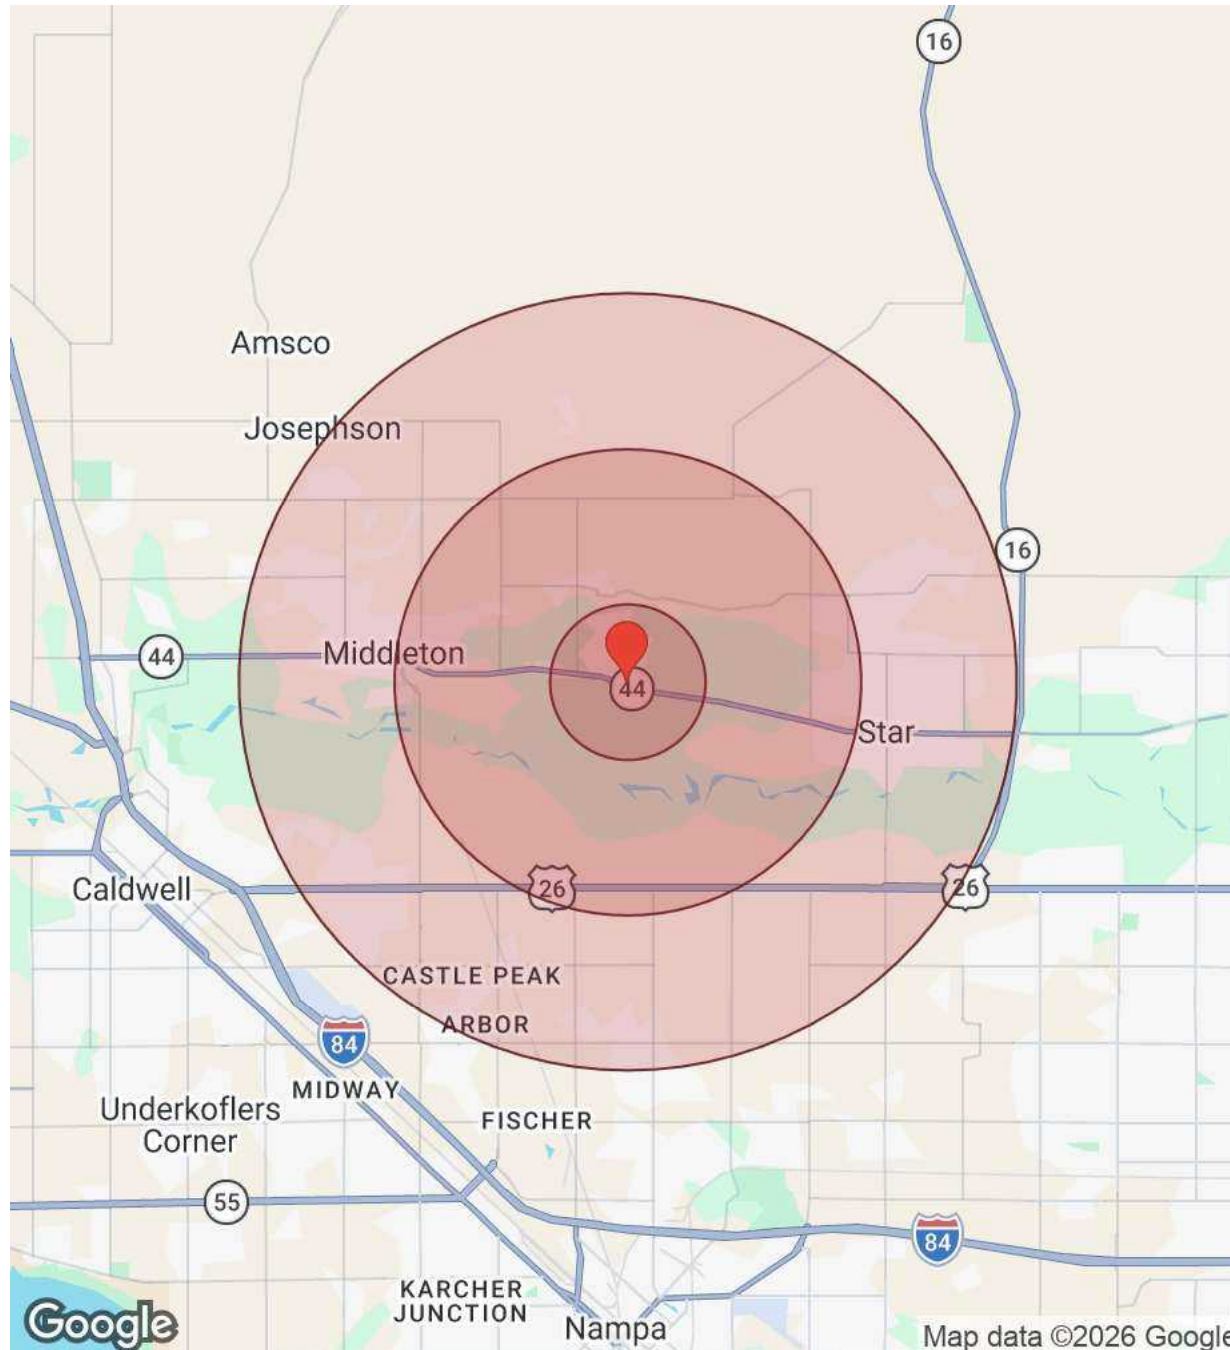 16
Amsco
Josephson
16
44
Middleton
44
Star
26
26
Caldwell
CASTLE PEAK
ARBOR
84
MIDWAY
Underkoflers
Corner
FISCHER
55
84
KARCHER
JUNCTION
Nampa
Google
Map data ©2026 Google